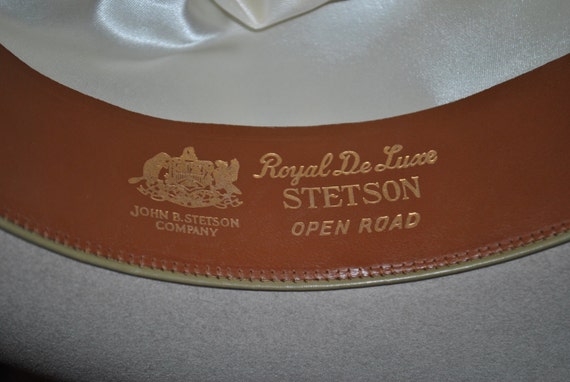 JOHN B. STETSON
COMPANY
Royal De Luxe
STETSON
OPEN ROAD